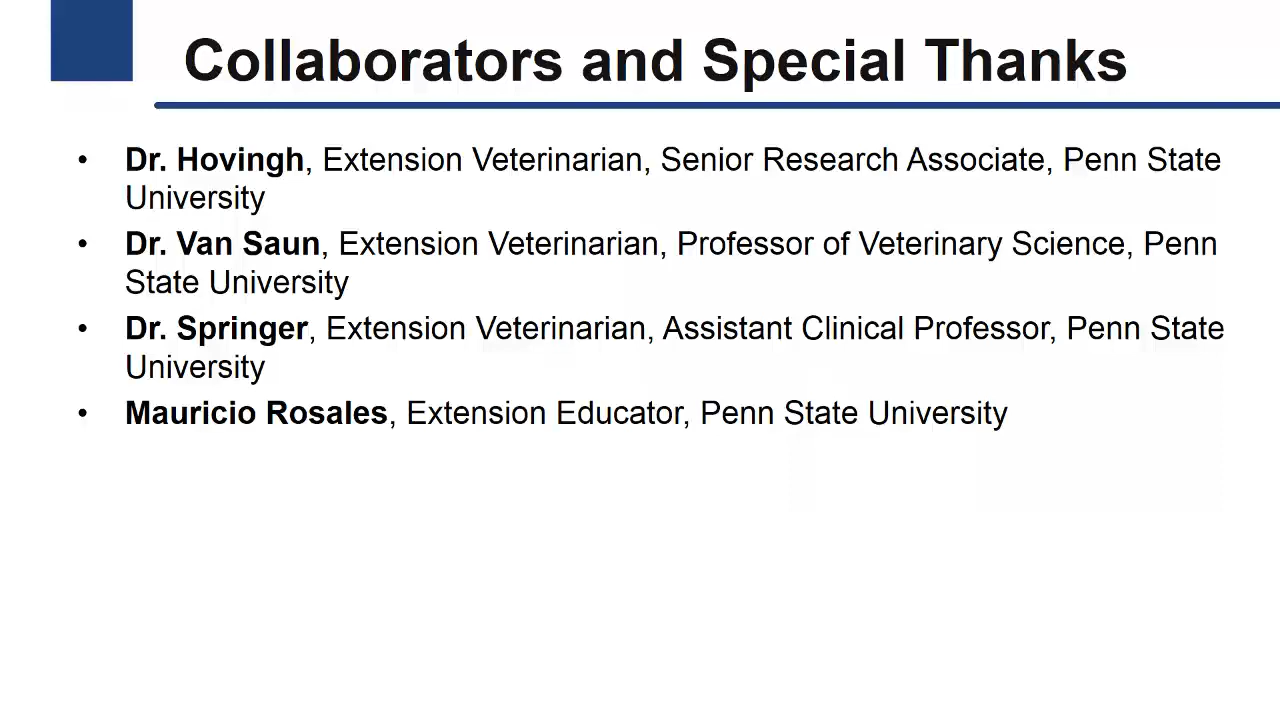 Collaborators and Special Thanks
• Dr. Hovingh, Extension Veterinarian, Senior Research Associate, Penn State
University
• Dr. Van Saun, Extension Veterinarian, Professor of Veterinary Science, Penn
State University
• Dr. Springer, Extension Veterinarian, Assistant Clinical Professor, Penn State
University
• Mauricio Rosales, Extension Educator, Penn State University